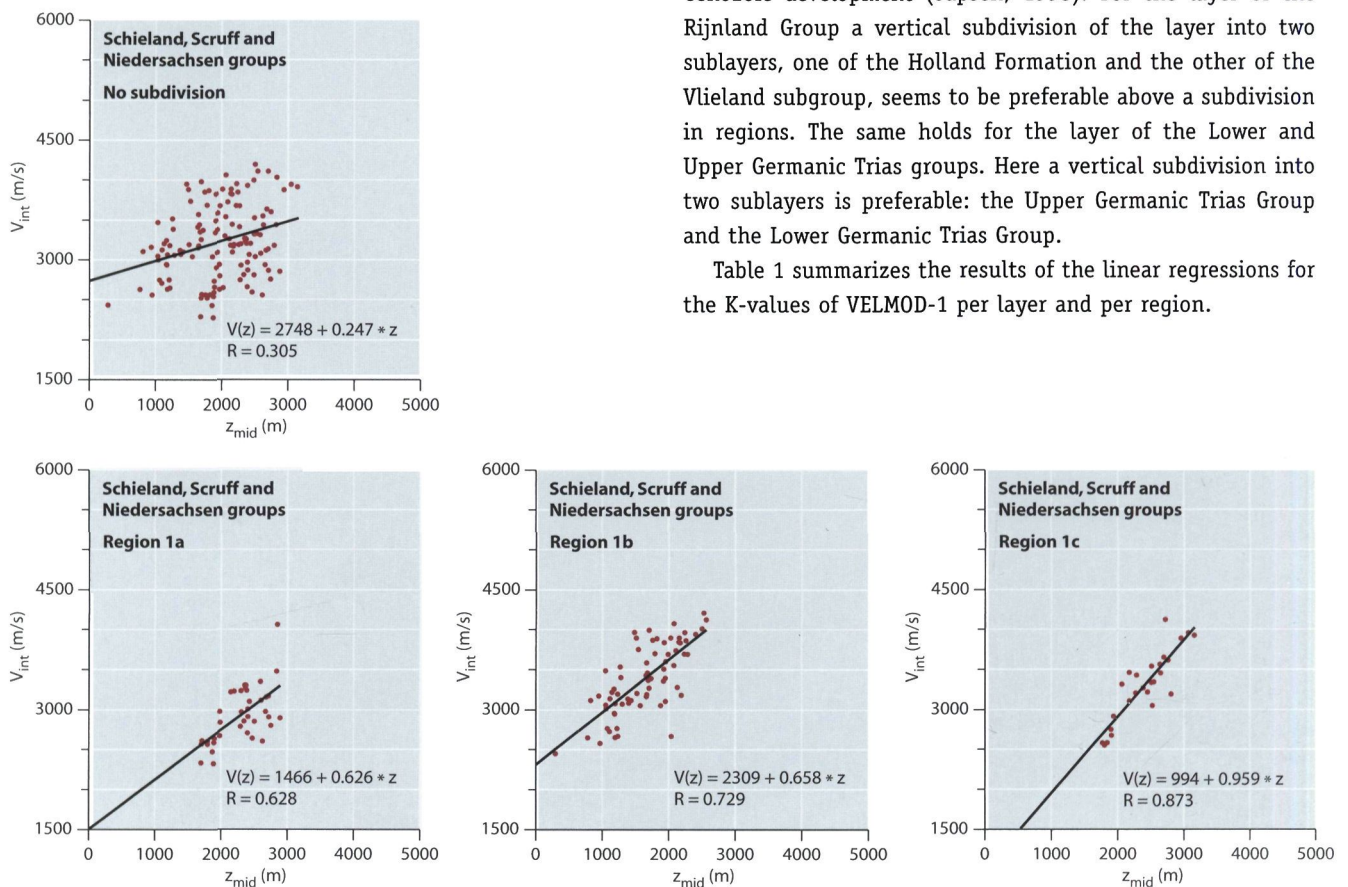 Rijnland Group a vertical subdivision of the layer into two
sublayers, one of the Holland Formation and the other of the
Vlieland subgroup, seems to be preferable above a subdivision
in regions. The same holds for the layer of the Lower and
Upper Germanic Trias groups. Here a vertical subdivision into
two sublayers is preferable: the Upper Germanic Trias Group
and the Lower Germanic Trias Group.
Table 1 summarizes the results of the linear regressions for
the K-values of VELMOD-1 per layer and per region.
6000
Schieland, Scruff and
Niedersachsen groups
No subdivision
4500
V_int (m/s)
3000
V(z) = 2748 + 0.247 * z
R = 0.305
1500
0 1000 2000 3000 4000 5000
z_mid (m)
6000
Schieland, Scruff and
Niedersachsen groups
Region 1a
4500
V_int (m/s)
3000
V(z) = 1466 + 0.626 * z
R = 0.628
1500
0 1000 2000 3000 4000 5000
z_mid (m)
6000
Schieland, Scruff and
Niedersachsen groups
Region 1b
4500
V_int (m/s)
3000
V(z) = 2309 + 0.658 * z
R = 0.729
1500
0 1000 2000 3000 4000 5000
z_mid (m)
6000
Schieland, Scruff and
Niedersachsen groups
Region 1c
4500
V_int (m/s)
3000
V(z) = 994 + 0.959 * z
R = 0.873
1500
0 1000 2000 3000 4000 5000
z_mid (m)